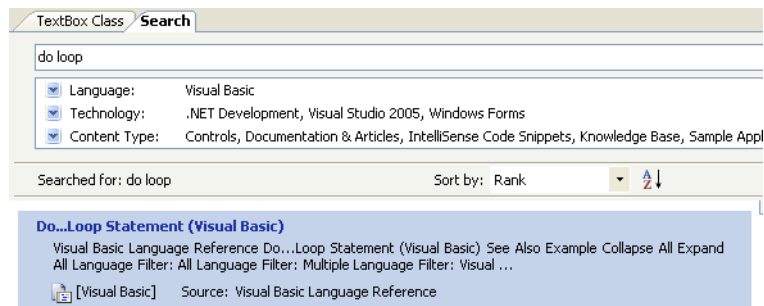 TextBox Class Search
do loop
Language: Visual Basic
Technology: .NET Development, Visual Studio 2005, Windows Forms
Content Type: Controls, Documentation & Articles, IntelliSense Code Snippets, Knowledge Base, Sample Appl
Searched for: do loop Sort by: Rank A Z
Do...Loop Statement (Visual Basic)
Visual Basic Language Reference Do...Loop Statement (Visual Basic) See Also Example Collapse All Expand
All Language Filter: All Language Filter: Multiple Language Filter: Visual ...
[Visual Basic] Source: Visual Basic Language Reference